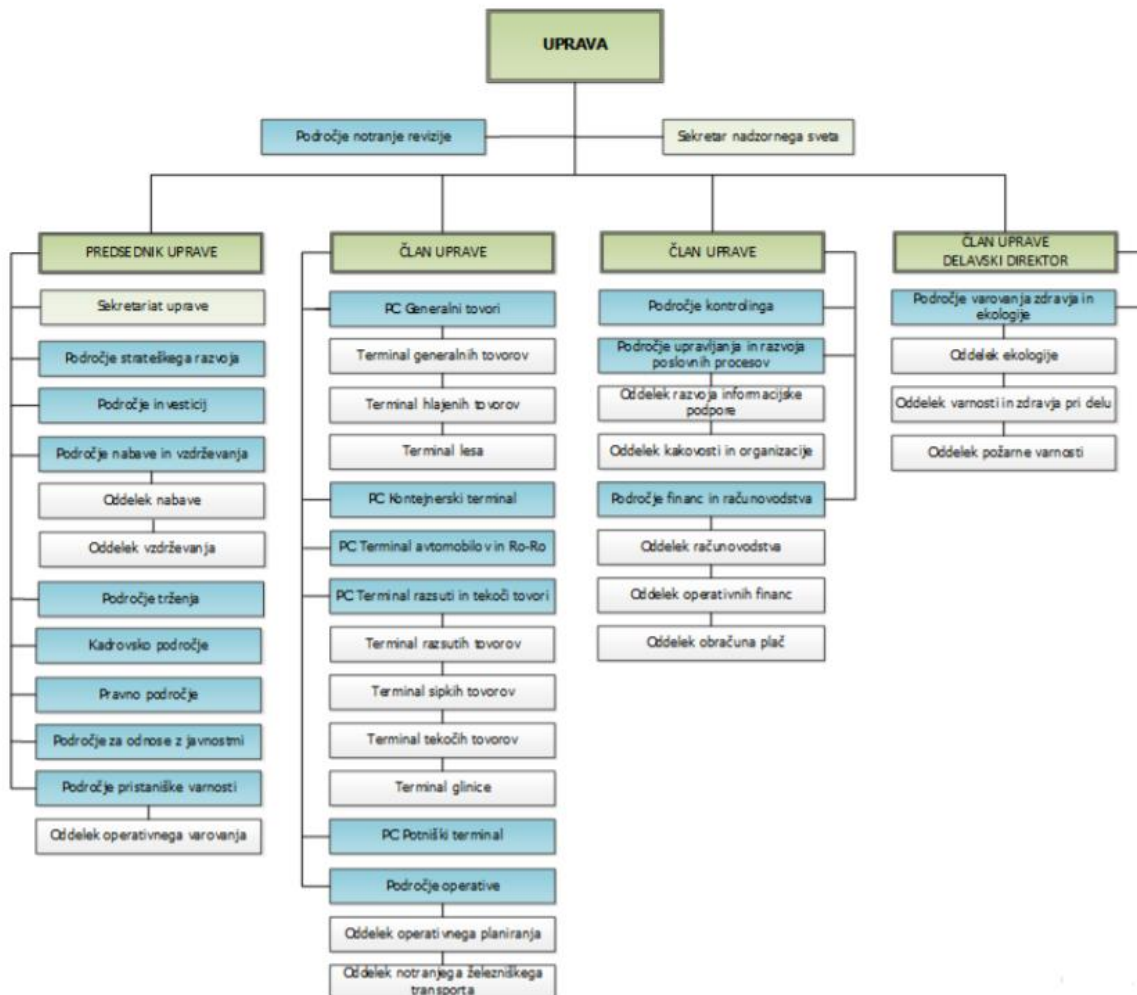 UPRAVA
Področje notranje revizije
Sekretar nadzornega sveta
PREDSEDNIK UPRAVE
Sekretariat uprave
Področje strateškega razvoja
Področje investicij
Področje nabave in vzdrževanja
Oddelek nabave
Oddelek vzdrževanja
Področje trženja
Kadrovsko področje
Pravno področje
Področje za odnose z javnostmi
Področje pristaniške varnosti
Oddelek operativnega varovanja
ČLAN UPRAVE
PC Generalni tovori
Terminal generalnih tovorov
Terminal hlajenih tovorov
Terminal lesa
PC Kontejnerski terminal
PC Terminal avtomobilov in Ro-Ro
PC Terminal razsuti in tekoči tovori
Terminal razsutih tovorov
Terminal sipkih tovorov
Terminal tekočih tovorov
Terminal glinice
PC Potniški terminal
Področje operative
Oddelek operativnega planiranja
Oddelek notranjega železniškega
transporta
ČLAN UPRAVE
Področje kontrolinga
Področje upravljanja in razvoja
poslovnih procesov
Oddelek razvoja informacijske
podpore
Oddelek kakovosti in organizacije
Področje financ in računovodstva
Oddelek računovodstva
Oddelek operativnih financ
Oddelek obračuna plač
ČLAN UPRAVE
DELAVSKI DIREKTOR
Področje varovanja zdravja in
ekologije
Oddelek ekologije
Oddelek varnosti in zdravja pri delu
Oddelek požarne varnosti